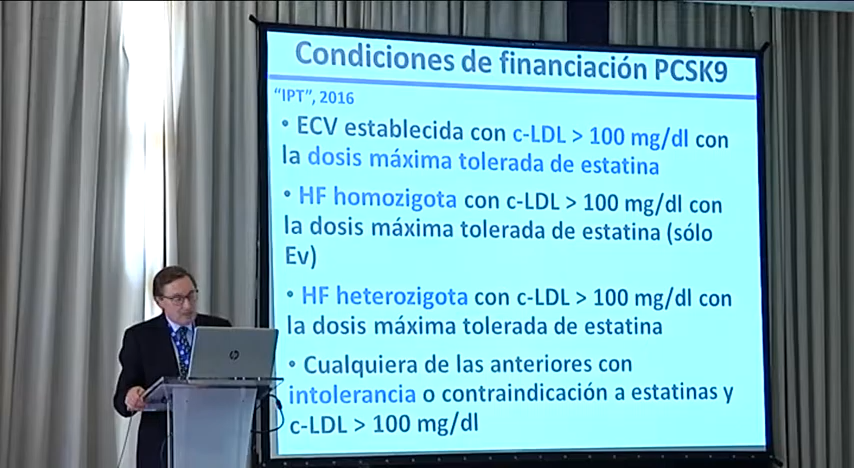 Condiciones de financiación PCSK9
“IPT”, 2016
• ECV establecida con c-LDL > 100 mg/dl con
la dosis máxima tolerada de estatina
• HF homozigota con c-LDL > 100 mg/dl con
la dosis máxima tolerada de estatina (sólo
Ev)
• HF heterozigota con c-LDL > 100 mg/dl con
la dosis máxima tolerada de estatina
• Cualquiera de las anteriores con
intolerancia o contraindicación a estatinas y
c-LDL > 100 mg/dl
hp